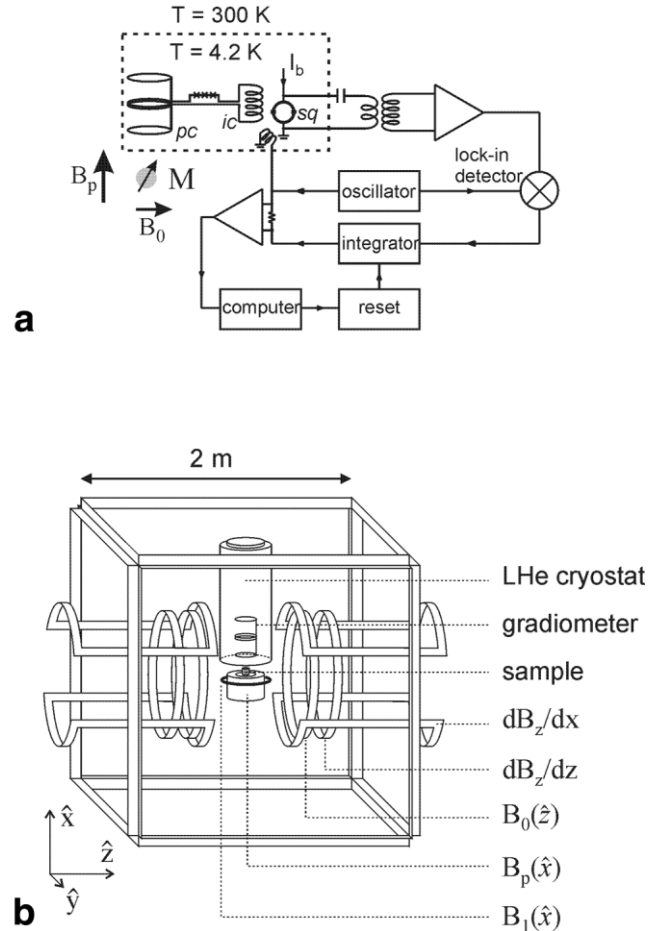 T = 300 K
T = 4.2 K
I_b
pc
ic
sq
B_p
M
B_0
lock-in
detector
oscillator
integrator
computer
reset
a
2 m
LHe cryostat
gradiometer
sample
dB_z/dx
dB_z/dz
B_0(ẑ)
B_p(x̂)
B_1(x̂)
x̂
ẑ
ŷ
b